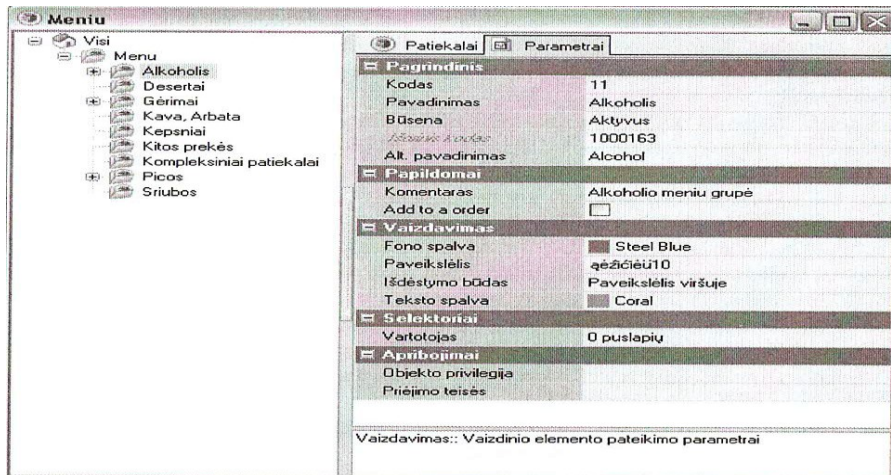 Meniu
Visi
Menu
Alkoholis
Desertai
Gėrimai
Kava, Arbata
Kepsniai
Kitos prekės
Kompleksiniai patiekalai
Picos
Sriubos
Patiekalai
Parametrai
Pagrindinis
Kodas 11
Pavadinimas Alkoholis
Būsena Aktyvus
Išorinis kodas 1000163
Alt. pavadinimas Alcohol
Papildomai
Komentaras Alkoholio meniu grupė
Add to a order
Vaizdavimas
Fono spalva Steel Blue
Paveikslėlis
Išdėstymo būdas Paveikslėlis viršuje
Teksto spalva Coral
Selektoriai
Vartotojas 0 puslapių
Apribojimai
Objekto privilegija
Priėjimo teisės
Vaizdavimas:: Vaizdinio elemento pateikimo parametrai